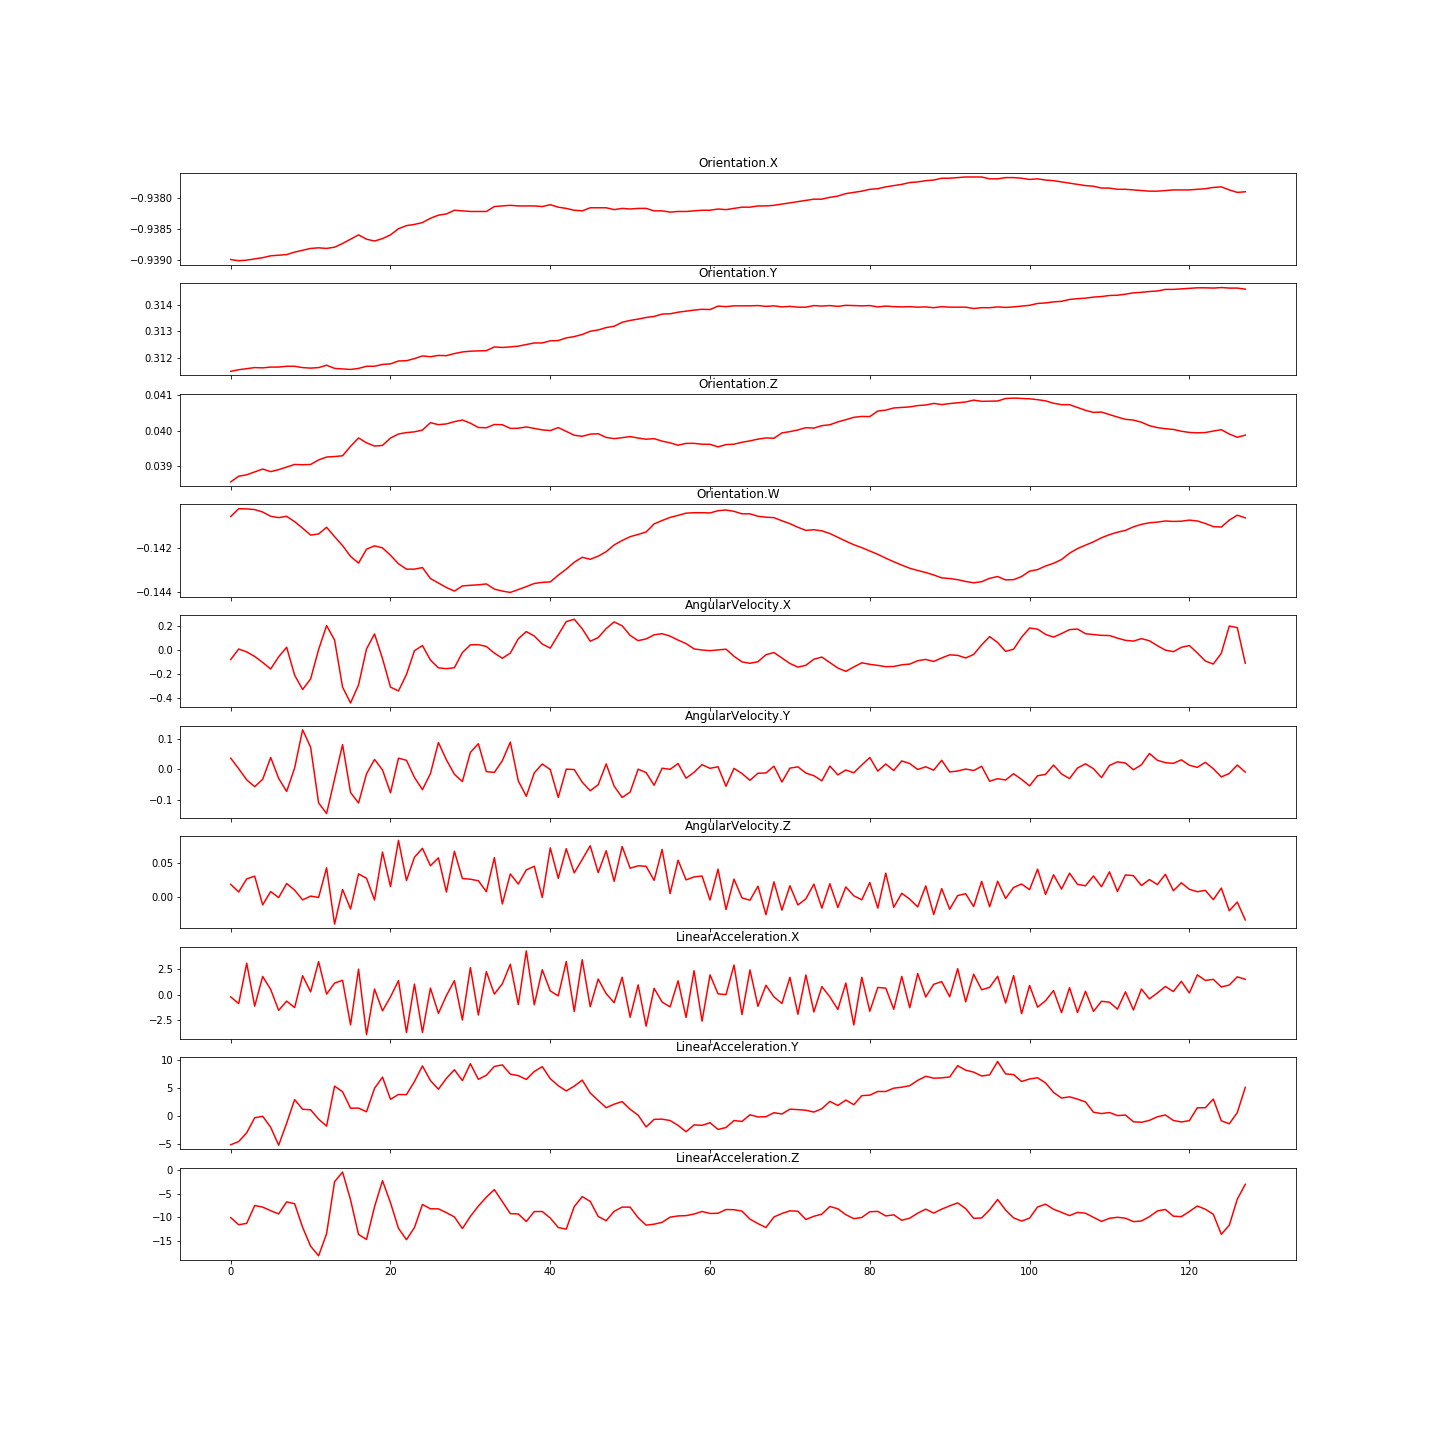 Orientation.X
−0.9380
−0.9385
−0.9390
Orientation.Y
0.314
0.313
0.312
Orientation.Z
0.041
0.040
0.039
Orientation.W
−0.142
−0.144
AngularVelocity.X
0.2
0.0
−0.2
−0.4
AngularVelocity.Y
0.1
0.0
−0.1
AngularVelocity.Z
0.05
0.00
LinearAcceleration.X
2.5
0.0
−2.5
LinearAcceleration.Y
10
5
0
−5
LinearAcceleration.Z
0
−5
−10
−15
0 20 40 60 80 100 120